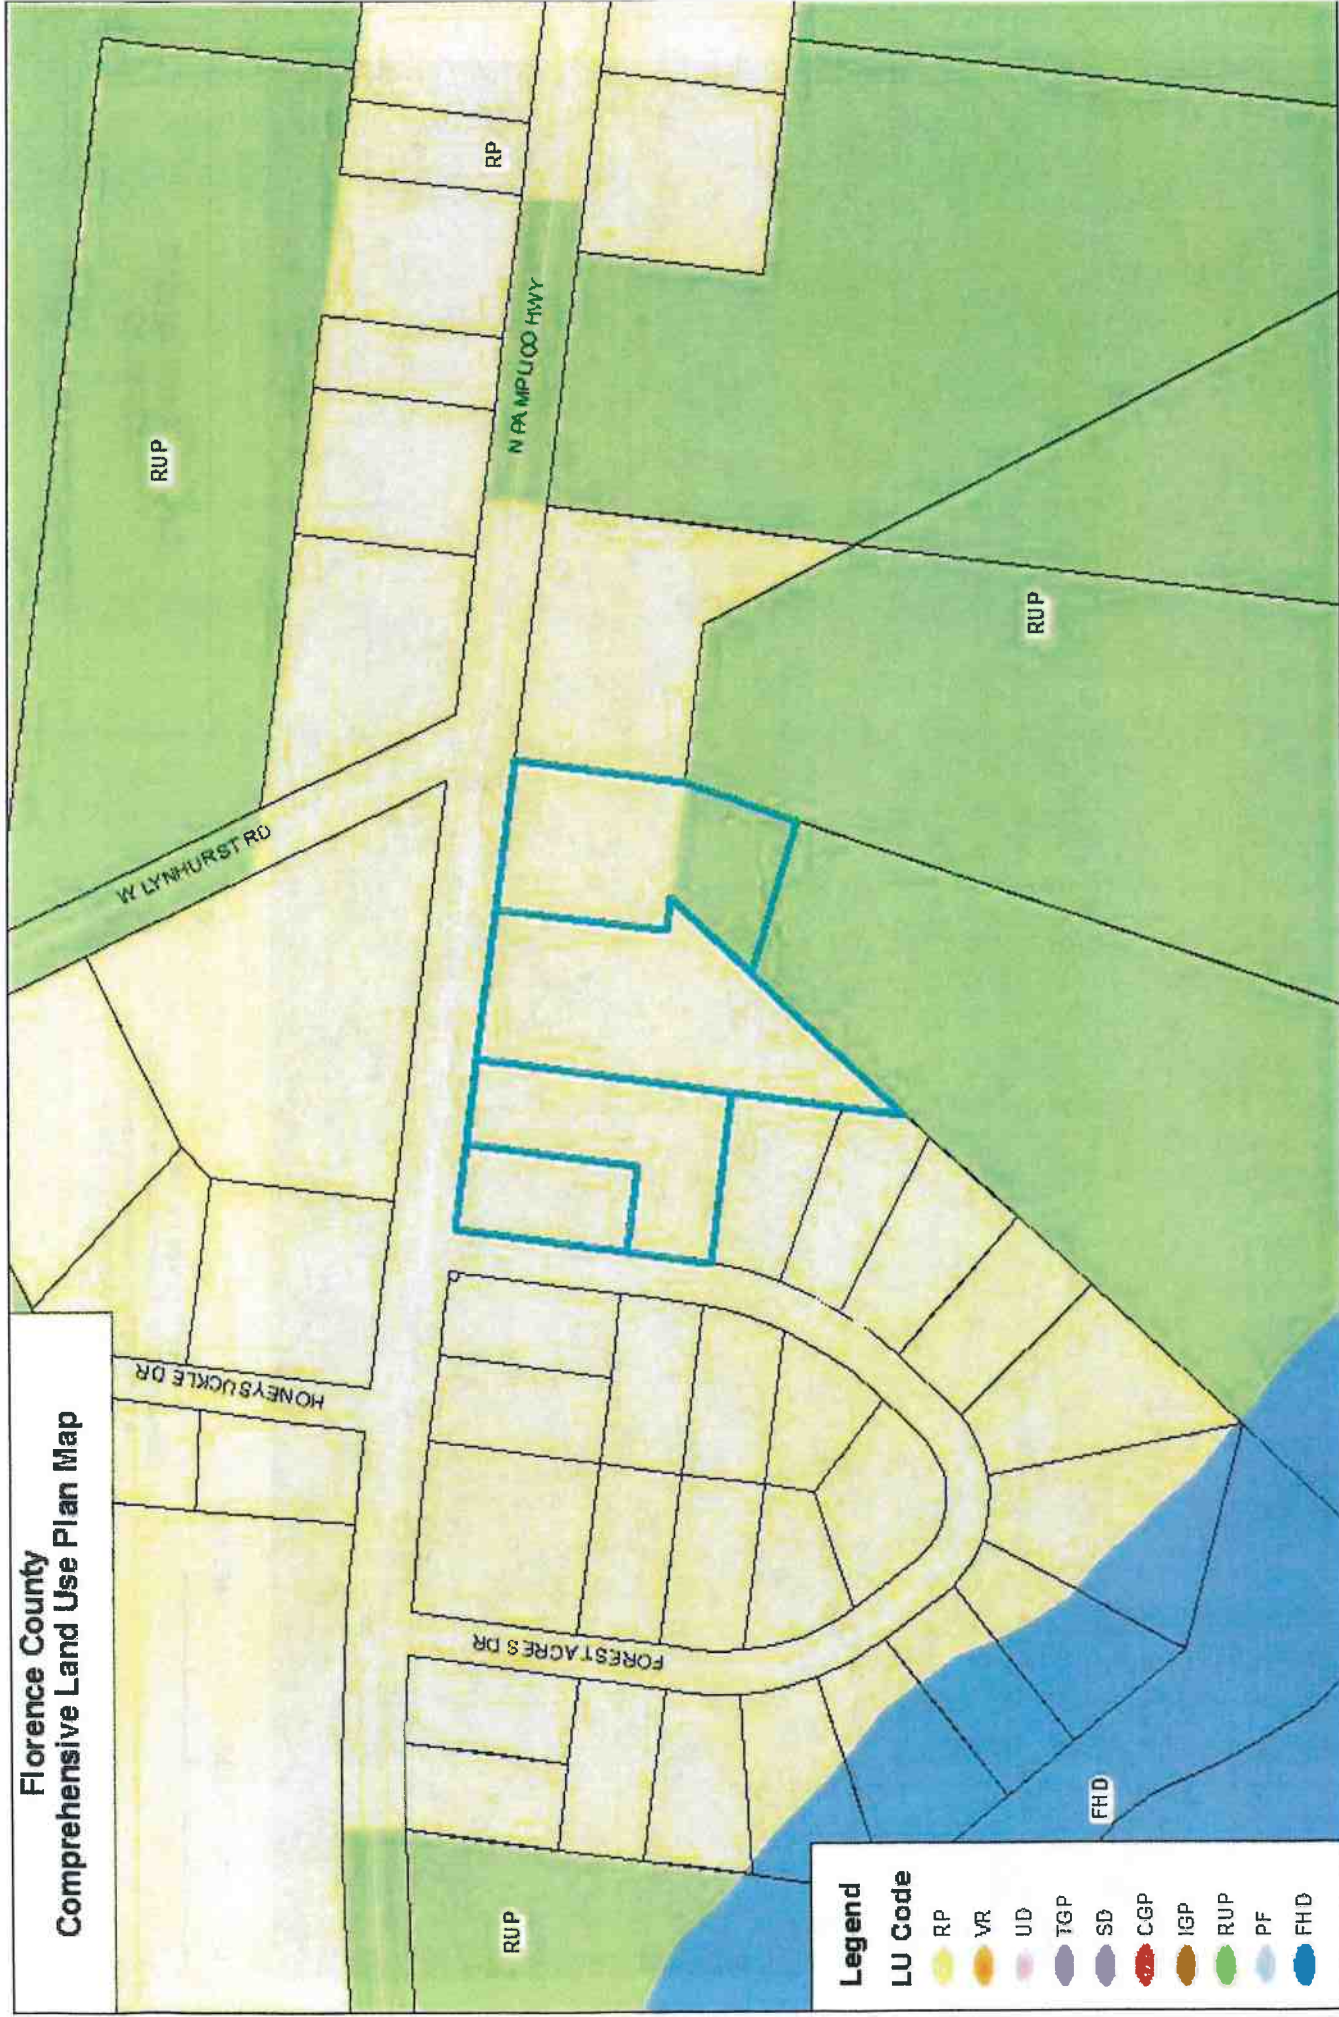 Florence County
Comprehensive Land Use Plan Map
RUP
RP
N PAMPLICO HWY
W LYNHURST RD
RUP
HONEYSUCKLE DR
FOREST ACRES DR
RUP
FHD
Legend
LU Code
RP
VR
UD
TGP
SD
CGP
IGP
RUP
PF
FHD